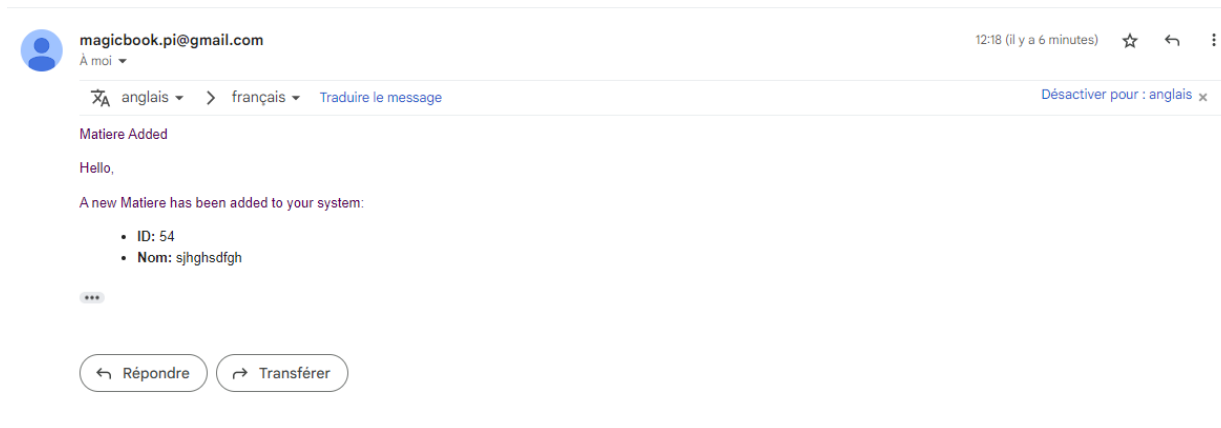 magicbook.pi@gmail.com
12:18 (il y a 6 minutes)
À moi
anglais > français Traduire le message
Désactiver pour : anglais x
Matiere Added
Hello,
A new Matiere has been added to your system:
• ID: 54
• Nom: sjhghsdfgh
•••
Répondre
Transférer